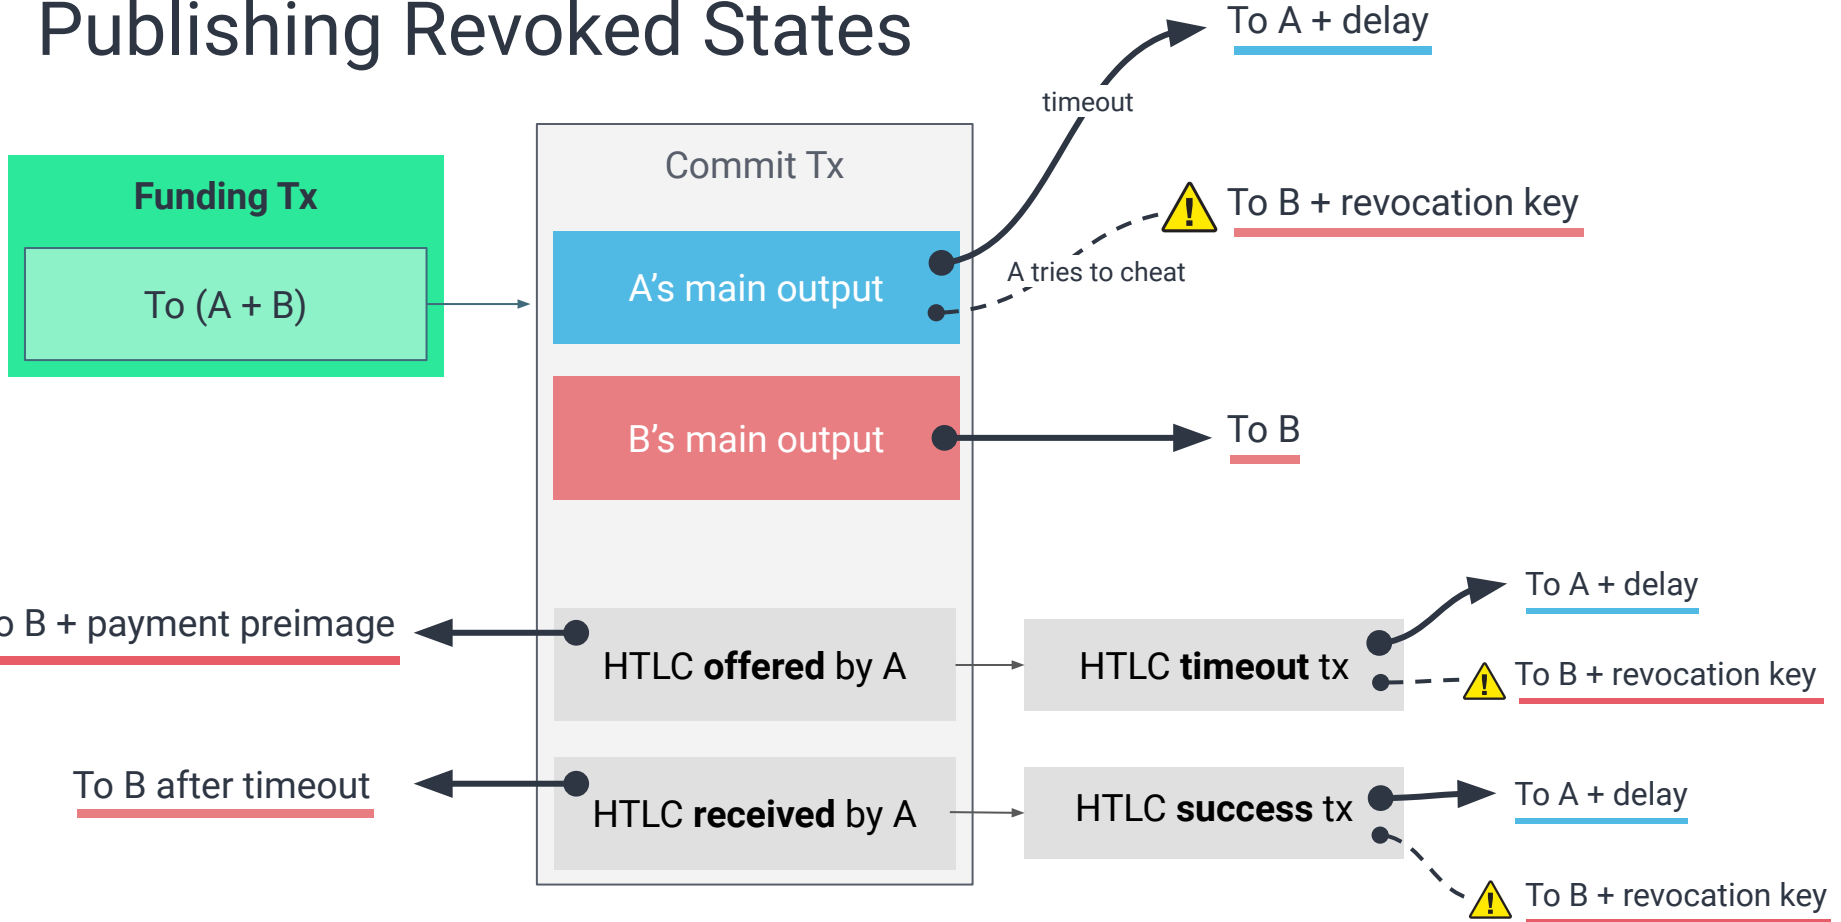 Publishing Revoked States
To A + delay
timeout
Commit Tx
Funding Tx
To B + revocation key
To (A + B)
A's main output
A tries to cheat
B's main output
To B
To A + delay
o B + payment preimage
HTLC offered by A
HTLC timeout tx
To B + revocation key
To B after timeout
HTLC received by A
HTLC success tx
To A + delay
To B + revocation key